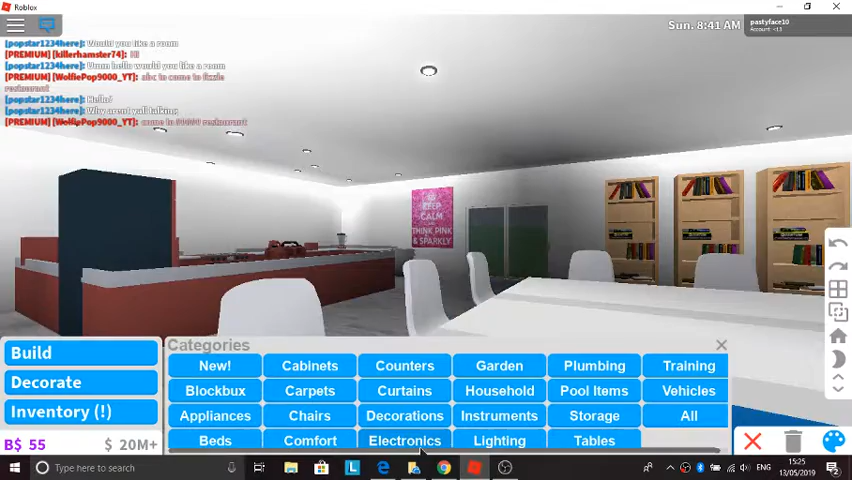 Roblox
Sun. 8:41 AM
pastyface10
Account: <13
[popstar1234here]: Would you like a room
[PREMIUM] [killerhamster74]: Hi
[popstar1234here]: Umm hello would you like a room
[PREMIUM] [WolfiePop9000_YT]: abc to come to fizzle
restaurant
[popstar1234here]: Hello!
[popstar1234here]: Why arent yall talking
[PREMIUM] [WolfiePop9000_YT]: come to ##### restaurant
KEEP
CALM
AND
THINK PINK
& SPARKLY
Build
Decorate
Inventory (!)
B$ 55
$ 20M+
Categories
New! Cabinets Counters Garden Plumbing Training
Blockbux Carpets Curtains Household Pool Items Vehicles
Appliances Chairs Decorations Instruments Storage All
Beds Comfort Electronics Lighting Tables
Type here to search
ENG
15:25
13/05/2019